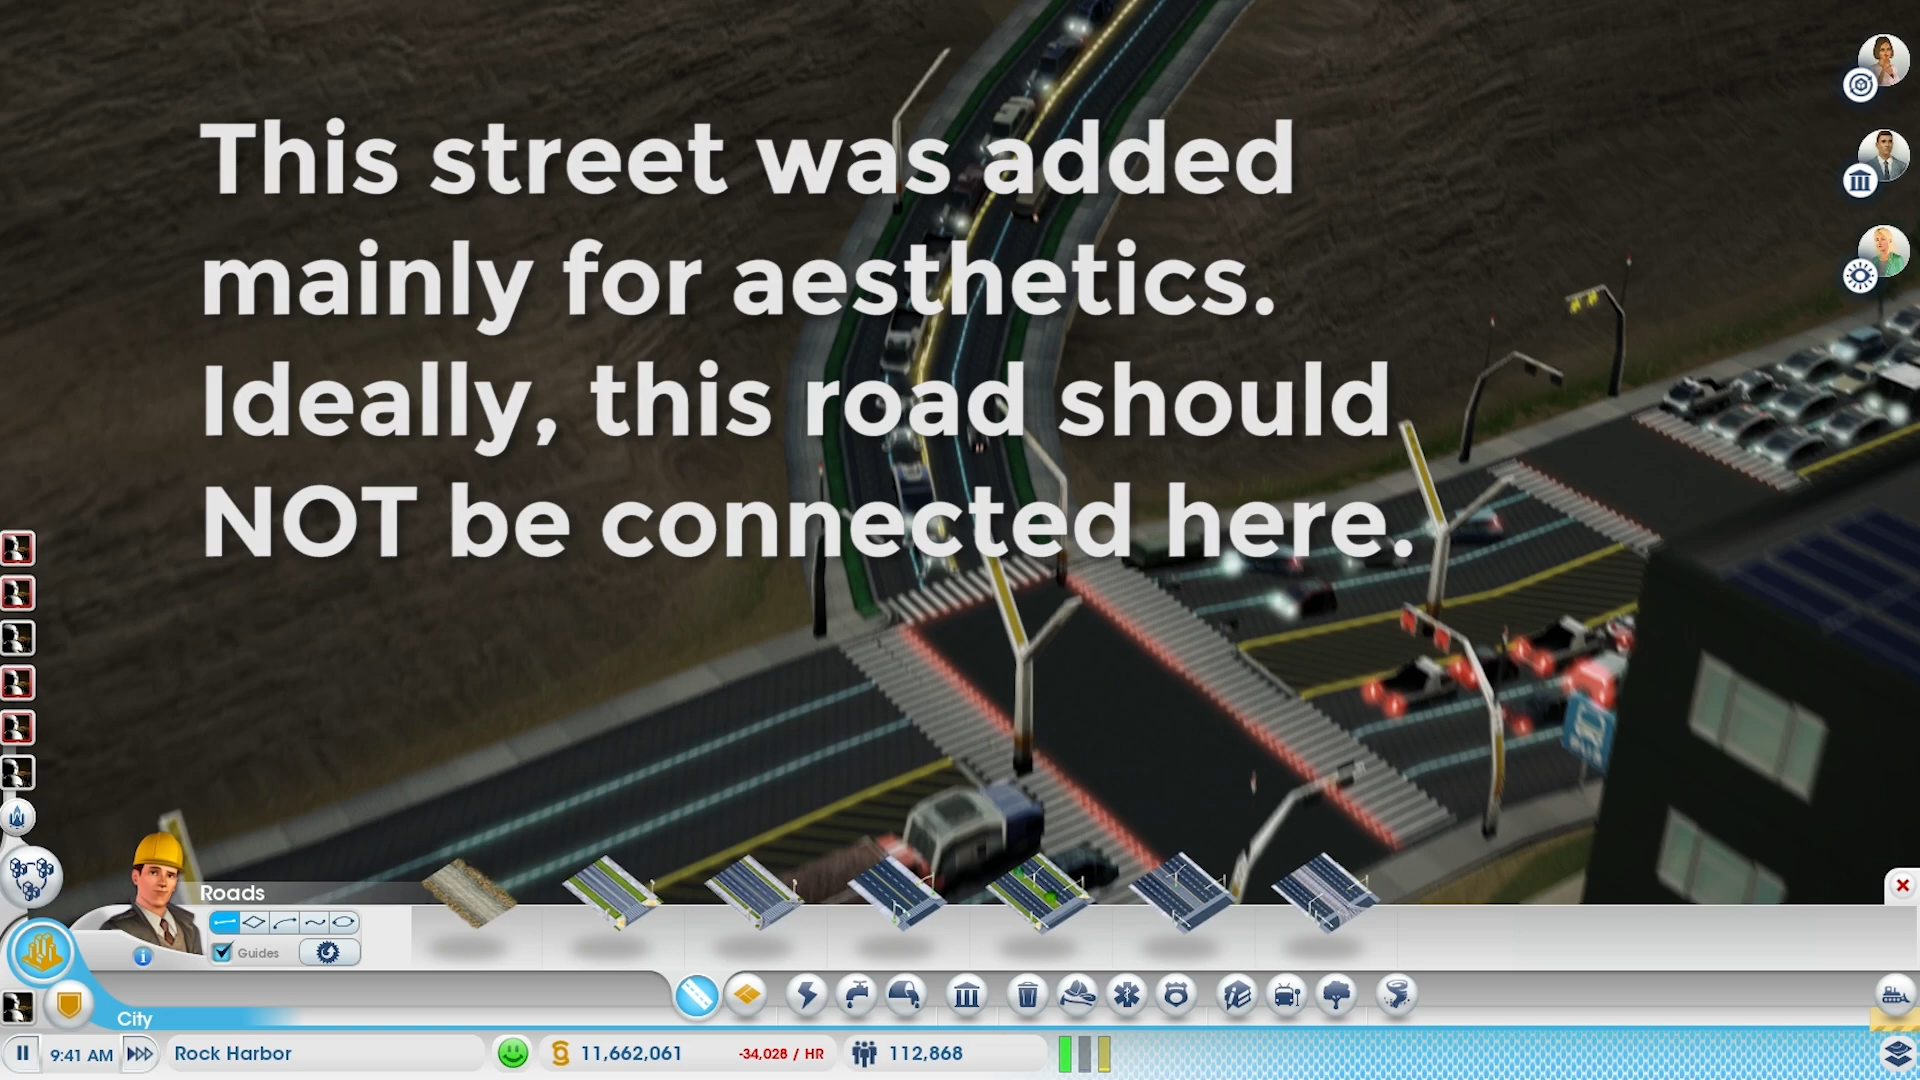 This street was added
mainly for aesthetics.
Ideally, this road should
NOT be connected here.
Roads
Guides
City
9:41 AM
Rock Harbor
11,662,061
-34,028 / HR
112,868